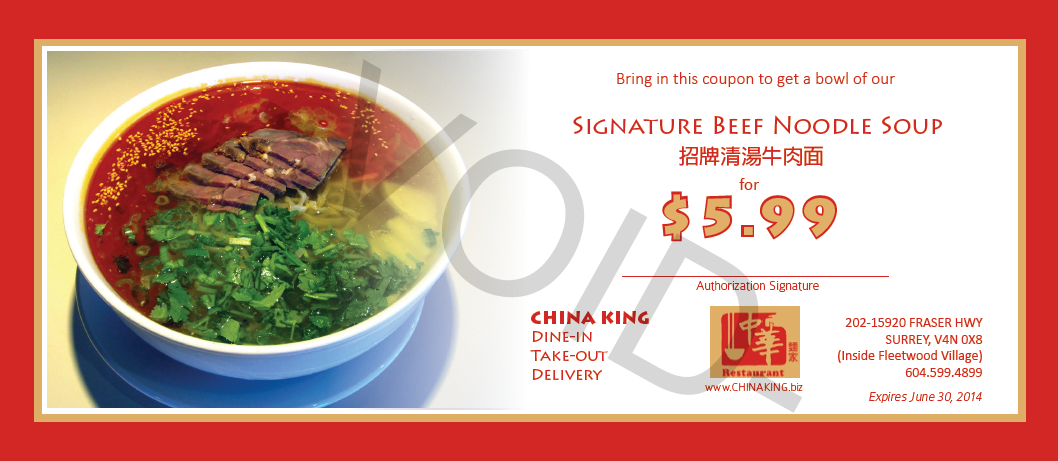 Bring in this coupon to get a bowl of our
SIGNATURE BEEF NOODLE SOUP
招牌清湯牛肉面
for
$5.99
Authorization Signature
VOID
CHINA KING
DINE-IN
TAKE-OUT
DELIVERY
中華
麵家
Restaurant
www.CHINAKING.biz
202-15920 FRASER HWY
SURREY, V4N 0X8
(Inside Fleetwood Village)
604.599.4899
Expires June 30, 2014